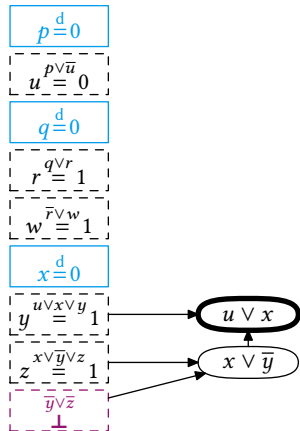 p =d 0
u =p∨u̅ 0
q =d 0
r =q∨r 1
w =r̅∨w 1
x =d 0
y =u∨x∨y 1 u ∨ x
z =x∨y̅∨z 1 x ∨ y̅
y̅∨z̅
⊥